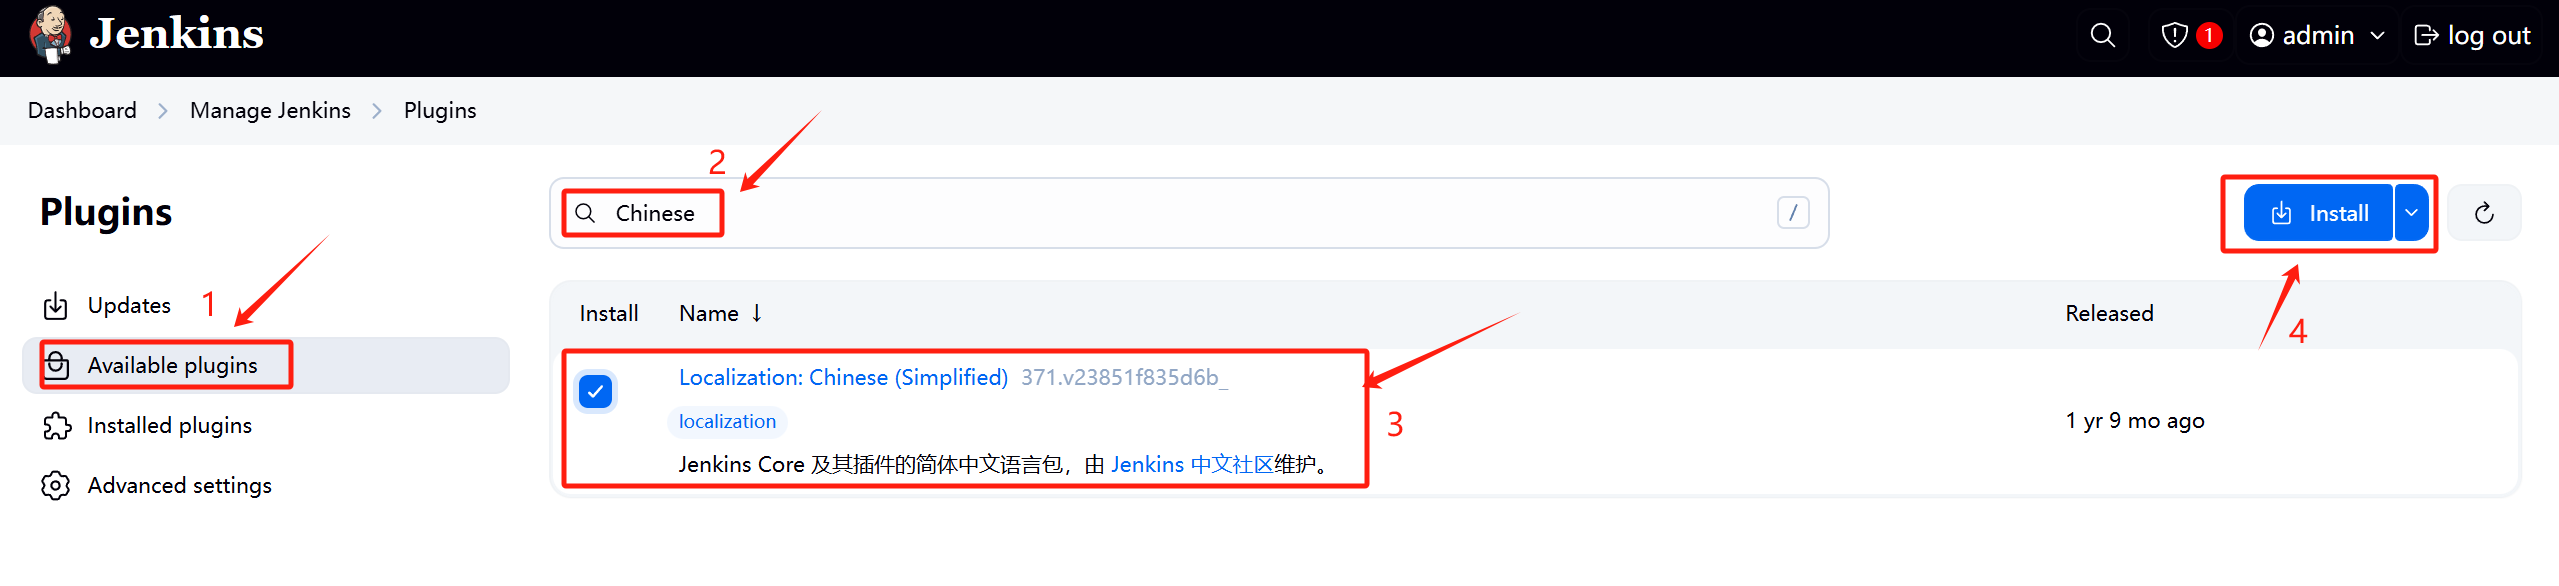 Jenkins
1
admin
log out
Dashboard
Manage Jenkins
Plugins
2
Plugins
Chinese
/
Install
Updates
1
Install
Name ↓
Released
4
Available plugins
Localization: Chinese (Simplified) 371.v23851f835d6b_
localization
3
1 yr 9 mo ago
Installed plugins
Jenkins Core 及其插件的简体中文语言包，由 Jenkins 中文社区维护。
Advanced settings